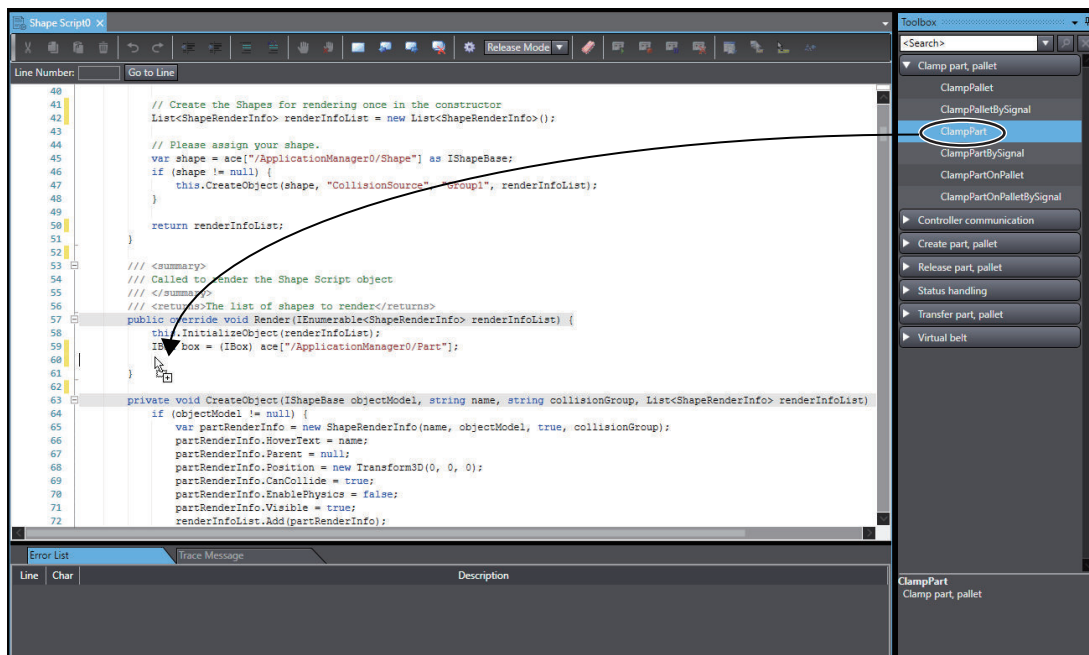 Shape Script0
Release Mode
Line Number:
Go to Line
40
41 // Create the Shapes for rendering once in the constructor
42 List<ShapeRenderInfo> renderInfoList = new List<ShapeRenderInfo>();
43
44 // Please assign your shape.
45 var shape = ace["/ApplicationManager0/Shape"] as IShapeBase;
46 if (shape != null) {
47 this.CreateObject(shape, "CollisionSource", "Group1", renderInfoList);
48 }
49
50 return renderInfoList;
51 }
52
53 /// <summary>
54 /// Called to render the Shape Script object
55 /// </summary>
56 /// <returns>The list of shapes to render</returns>
57 public override void Render(IEnumerable<ShapeRenderInfo> renderInfoList) {
58 this.InitializeObject(renderInfoList);
59 IBox box = (IBox) ace["/ApplicationManager0/Part"];
60
61 }
62
63 private void CreateObject(IShapeBase objectModel, string name, string collisionGroup, List<ShapeRenderInfo> renderInfoList)
64 if (objectModel != null) {
65 var partRenderInfo = new ShapeRenderInfo(name, objectModel, true, collisionGroup);
66 partRenderInfo.HoverText = name;
67 partRenderInfo.Parent = null;
68 partRenderInfo.Position = new Transform3D(0, 0, 0);
69 partRenderInfo.CanCollide = true;
70 partRenderInfo.EnablePhysics = false;
71 partRenderInfo.Visible = true;
72 renderInfoList.Add(partRenderInfo);
Error List
Trace Message
Line Char Description
Toolbox
<Search>
Clamp part, pallet
ClampPallet
ClampPalletBySignal
ClampPart
ClampPartBySignal
ClampPartOnPallet
ClampPartOnPalletBySignal
Controller communication
Create part, pallet
Release part, pallet
Status handling
Transfer part, pallet
Virtual belt
ClampPart
Clamp part, pallet